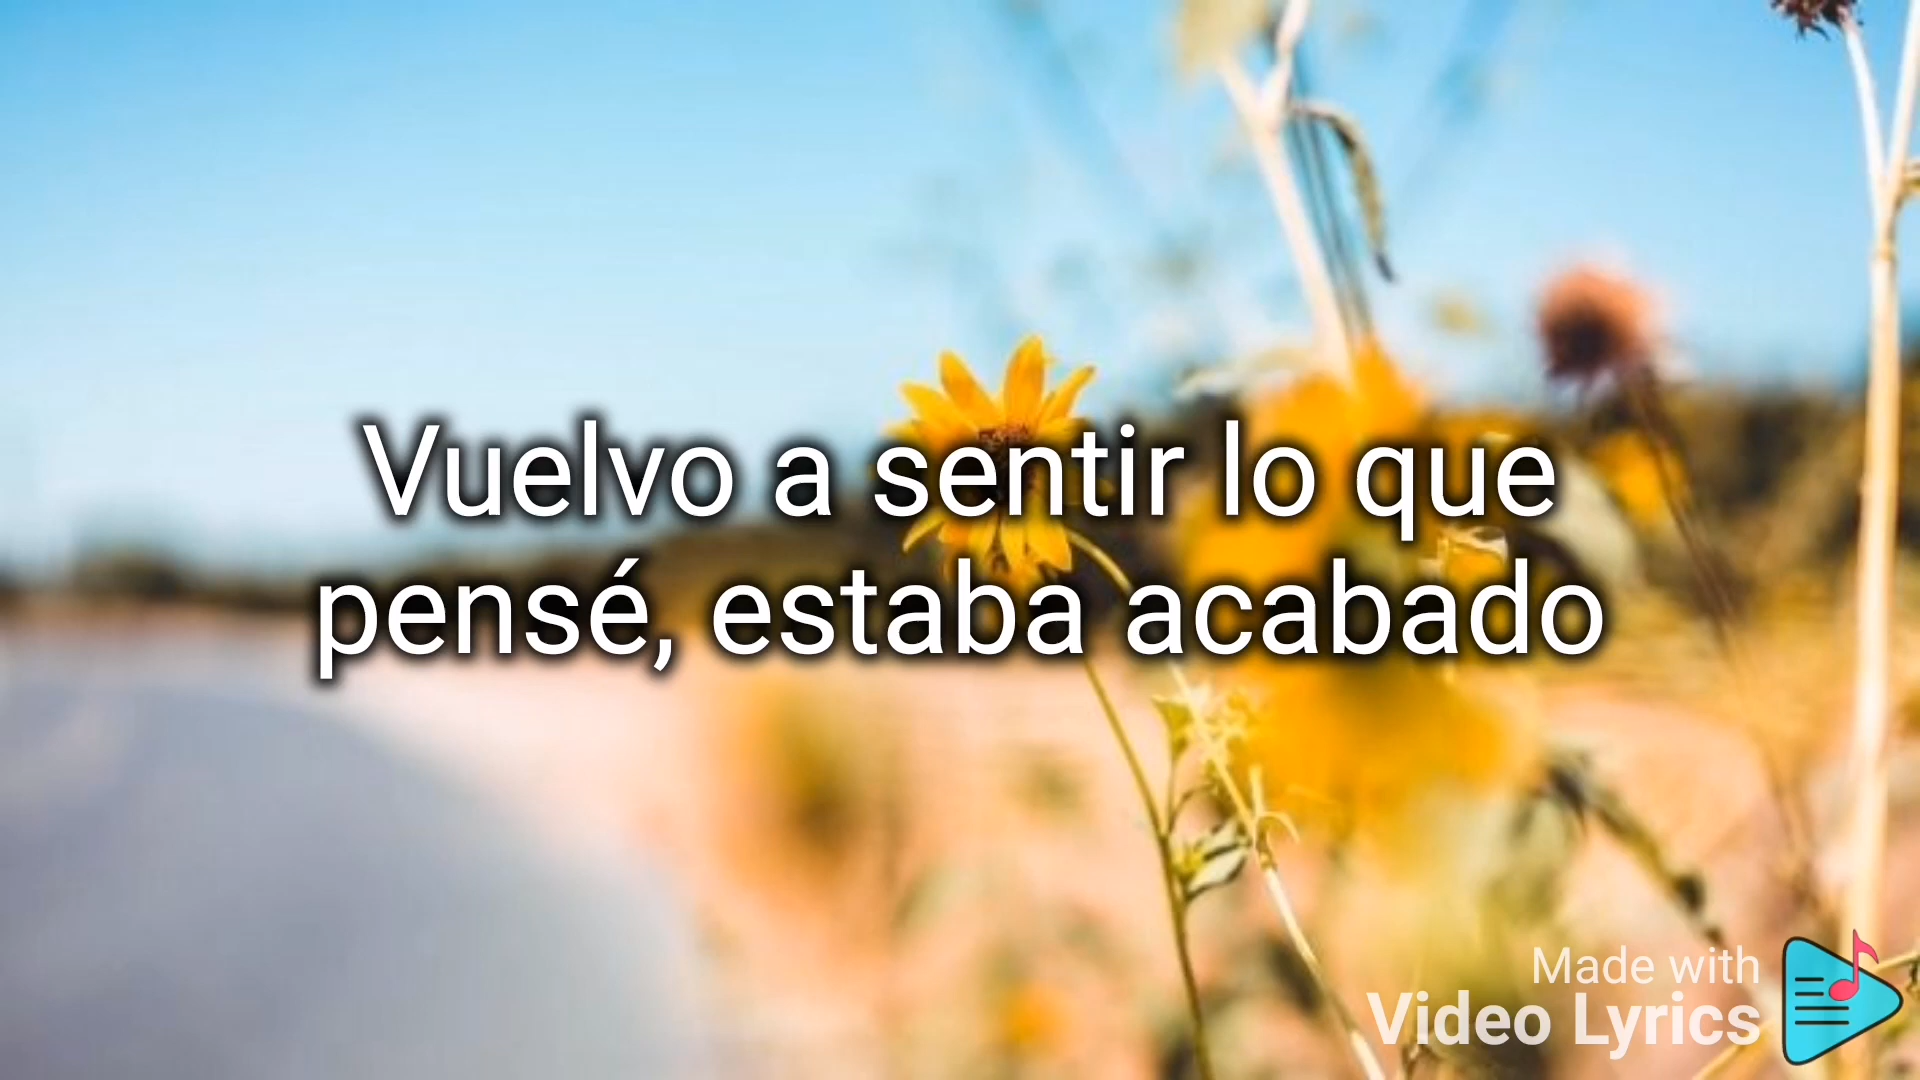 Vuelvo a sentir lo que
pensé, estaba acabado
Made with
Video Lyrics